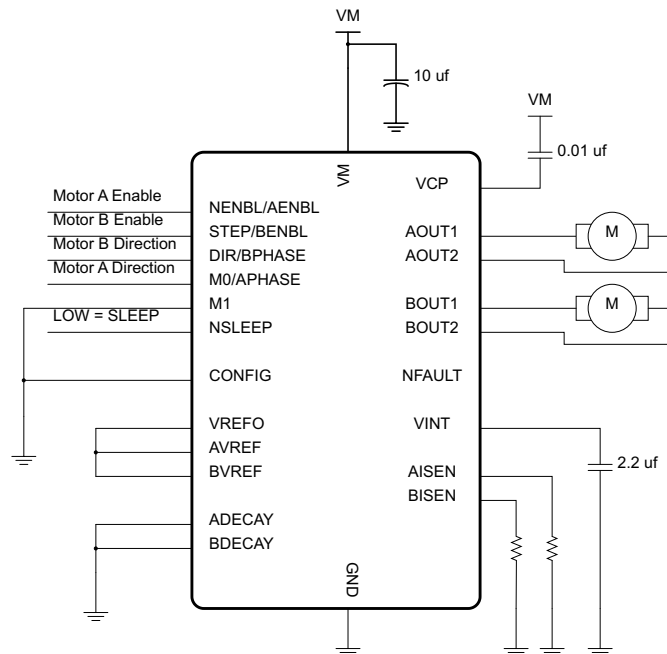 VM
10 uf
VM
0.01 uf
VM
VCP
Motor A Enable
NENBL/AENBL
Motor B Enable
STEP/BENBL
AOUT1
M
Motor B Direction
DIR/BPHASE
AOUT2
Motor A Direction
M0/APHASE
M1
BOUT1
M
LOW = SLEEP
NSLEEP
BOUT2
CONFIG
NFAULT
VREFO
VINT
AVREF
2.2 uf
BVREF
AISEN
BISEN
ADECAY
BDECAY
GND